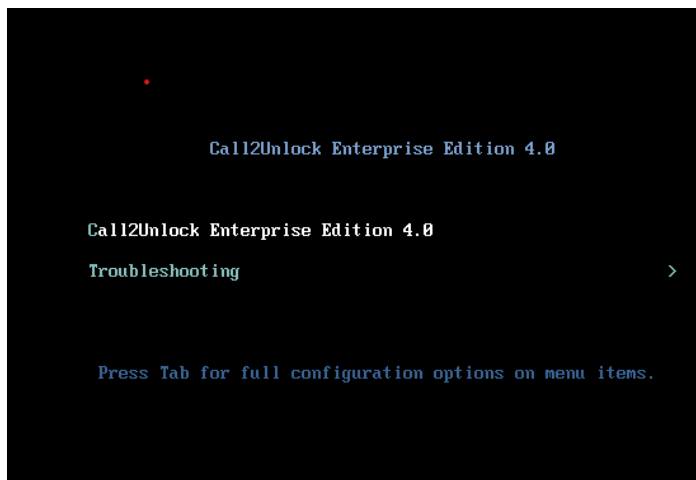 Call2Unlock Enterprise Edition 4.0
Call2Unlock Enterprise Edition 4.0
Troubleshooting >
Press Tab for full configuration options on menu items.